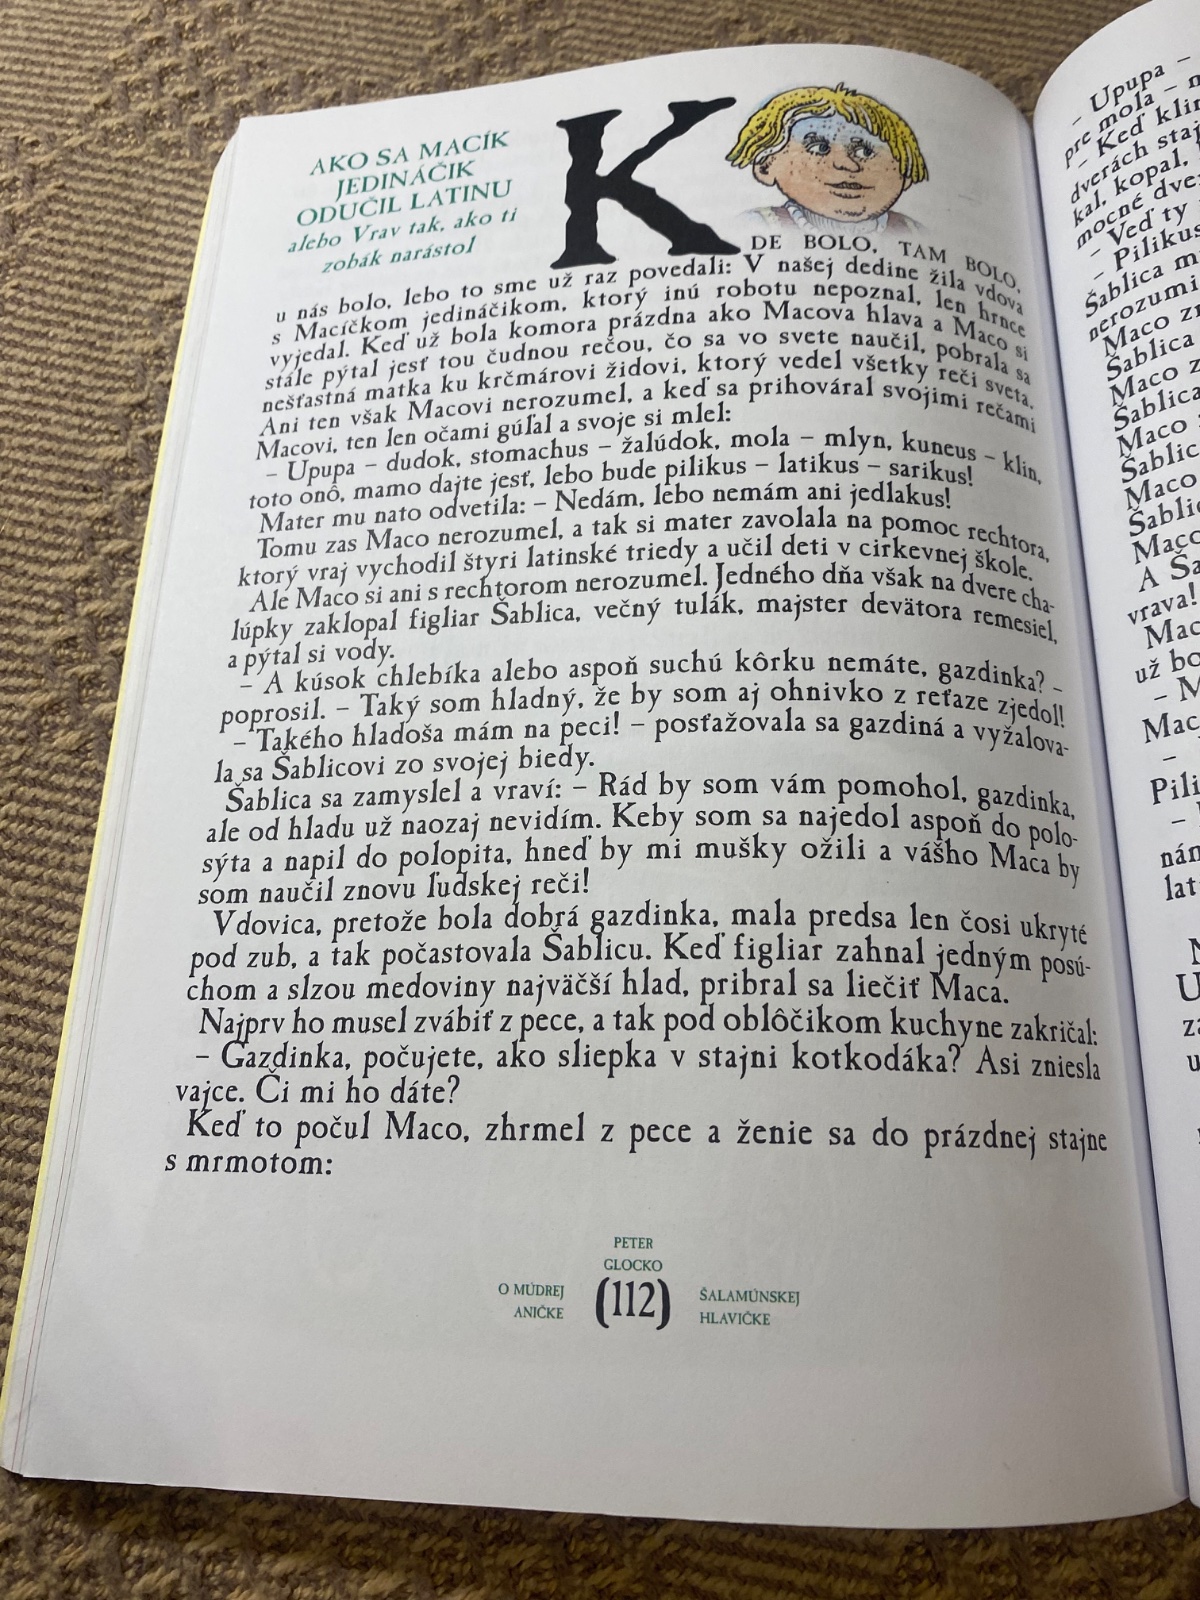 AKO SA MACÍK
JEDINÁČIK
ODUČIL LATINU
alebo Vrav tak, ako ti
zobák narástol
KDE BOLO, TAM BOLO,
u nás bolo, lebo to sme už raz povedali: V našej dedine žila vdova
s Macíčkom jedináčikom, ktorý inú robotu nepoznal, len hrnce
vyjedal. Keď už bola komora prázdna ako Macova hlava a Maco si
stále pýtal jesť tou čudnou rečou, čo sa vo svete naučil, pobrala sa
nešťastná matka ku krčmárovi židovi, ktorý vedel všetky reči sveta.
Ani ten však Macovi nerozumel, a keď sa prihováral svojimi rečami
Macovi, ten len očami gúľal a svoje si mlel:
– Upupa – dudok, stomachus – žalúdok, mola – mlyn, kuneus – klin,
toto onô, mamo dajte jesť, lebo bude pilikus – latikus – sarikus!
Mater mu nato odvetila: – Nedám, lebo nemám ani jedlakus!
Tomu zas Maco nerozumel, a tak si mater zavolala na pomoc rechtora,
ktorý vraj vychodil štyri latinské triedy a učil deti v cirkevnej škole.
Ale Maco si ani s rechtorom nerozumel. Jedného dňa však na dvere cha-
lúpky zaklopal figliar Šablica, večný tulák, majster devätora remesiel,
a pýtal si vody.
– A kúsok chlebíka alebo aspoň suchú kôrku nemáte, gazdinka? –
poprosil. – Taký som hladný, že by som aj ohnivko z reťaze zjedol!
– Takého hladoša mám na peci! – posťažovala sa gazdiná a vyžalova-
la sa Šablicovi zo svojej biedy.
Šablica sa zamyslel a vraví: – Rád by som vám pomohol, gazdinka,
ale od hladu už naozaj nevidím. Keby som sa najedol aspoň do polo-
sýta a napil do polopita, hneď by mi mušky ožili a vášho Maca by
som naučil znovu ľudskej reči!
Vdovica, pretože bola dobrá gazdinka, mala predsa len čosi ukryté
pod zub, a tak počastovala Šablicu. Keď figliar zahnal jedným posú-
chom a slzou medoviny najväčší hlad, pribral sa liečiť Maca.
Najprv ho musel zvábiť z pece, a tak pod oblôčikom kuchyne zakričal:
– Gazdinka, počujete, ako sliepka v stajni kotkodáka? Asi zniesla
vajce. Či mi ho dáte?
Keď to počul Maco, zhrmel z pece a ženie sa do prázdnej stajne
s mrmotom:
PETER
GLOCKO
O MÚDREJ
ANIČKE
(112)
ŠALAMÚNSKEJ
HLAVIČKE
– Upupa –
pre mola –
– Keď
dverách
kal, kopal,
mocné
– Veď ty
– Pilikus
Šablica
Maco
Šablica
Maco
Šablica
Maco
Maco
Maco
A
vrava!
už
–
–